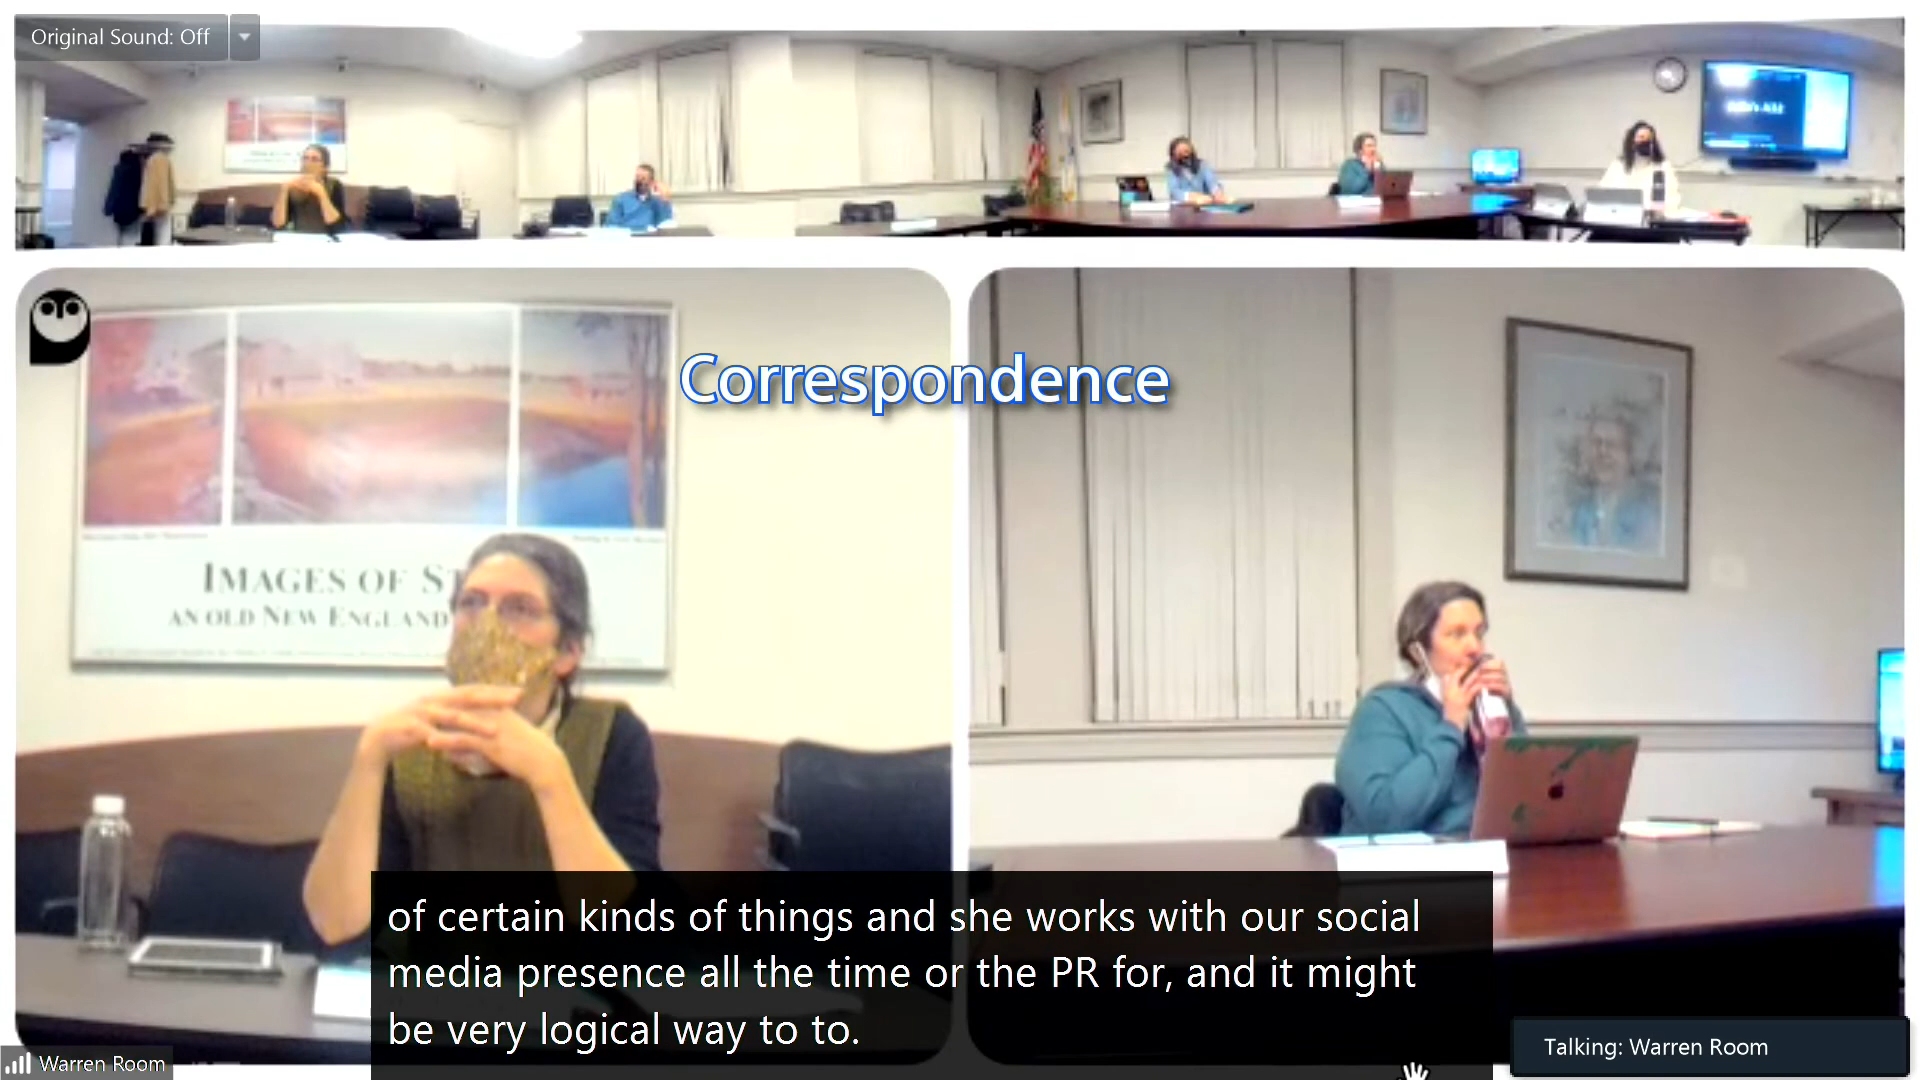 Original Sound: Off
Correspondence
IMAGES OF
AN OLD NEW ENGLAND
of certain kinds of things and she works with our social
media presence all the time or the PR for, and it might
be very logical way to to.
Warren Room
Talking: Warren Room